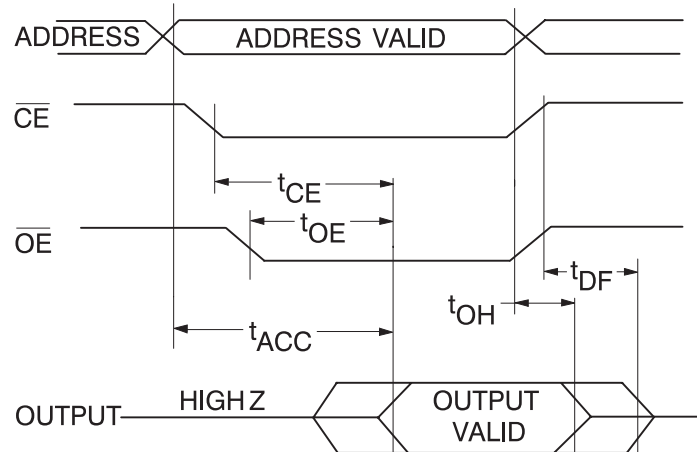 ADDRESS
ADDRESS VALID
CE
tCE
tOE
OE
tDF
tOH
tACC
OUTPUT
HIGH Z
OUTPUT
VALID